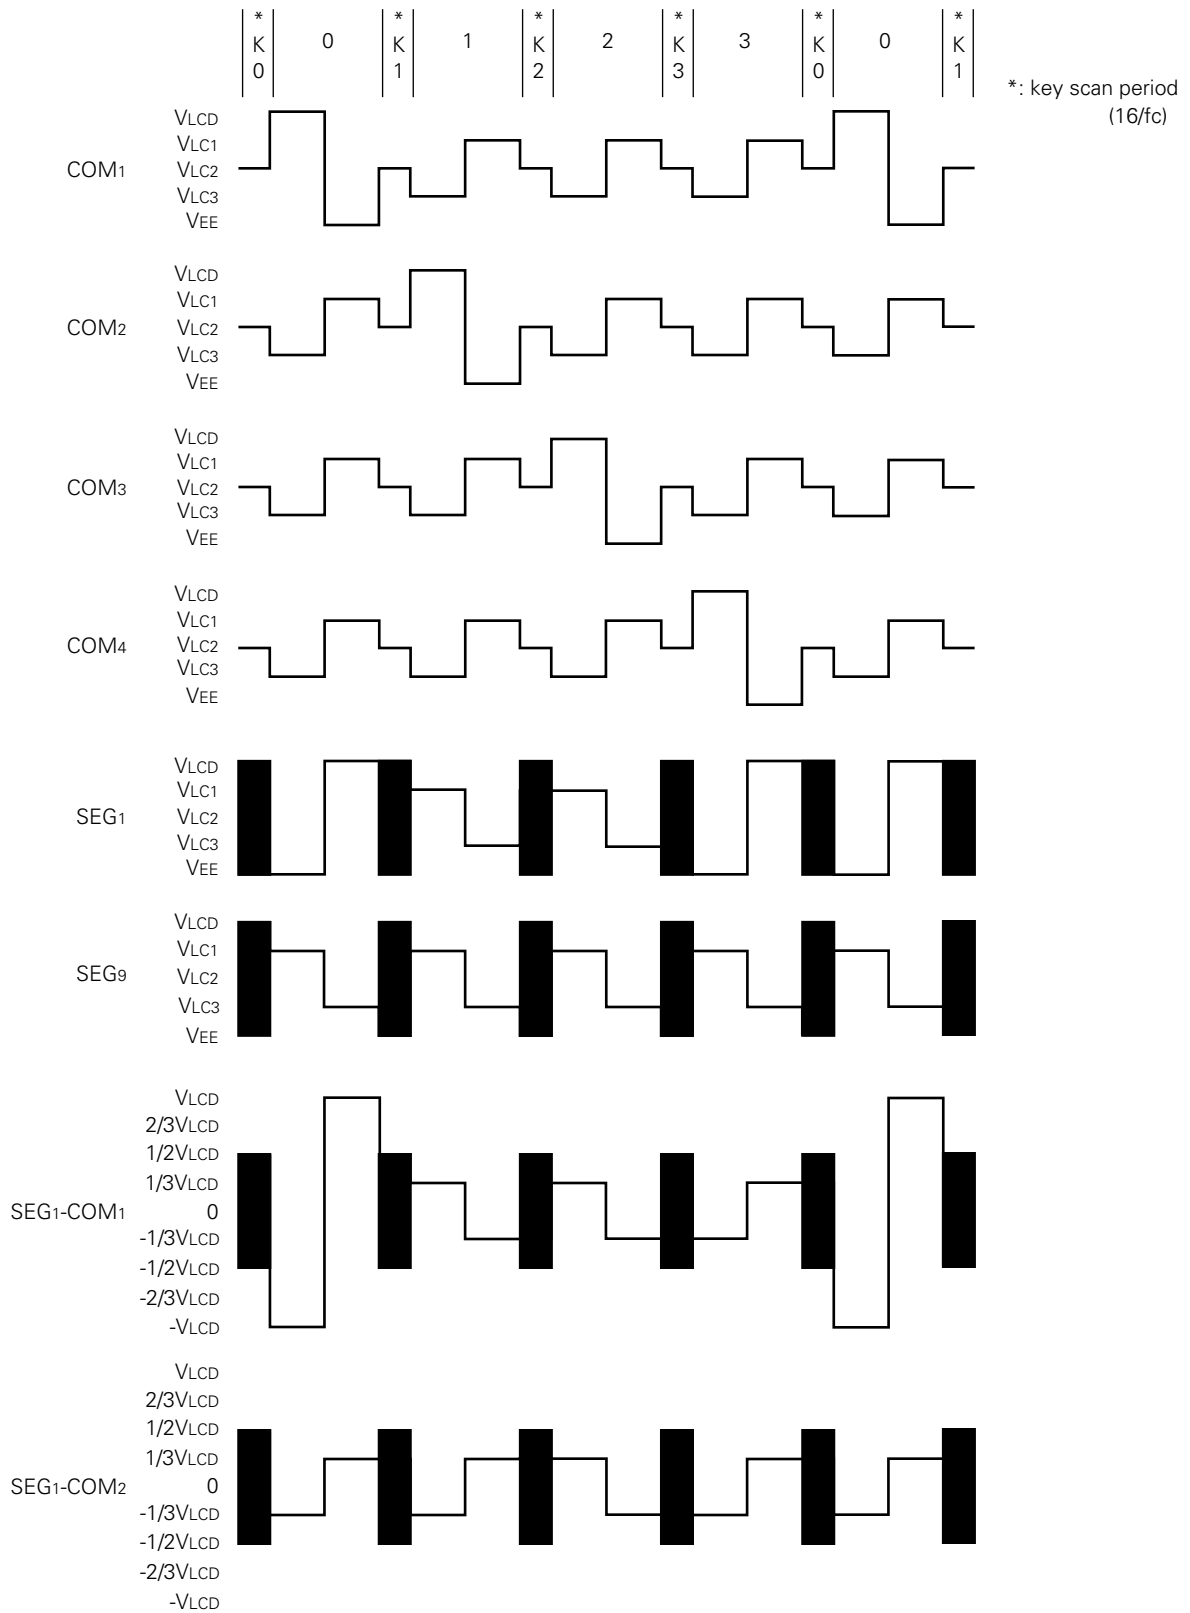 * * * * * *
K 0 K 1 K 2 K 3 K 0 K
0 1 2 3 0 1
*: key scan period
(16/fc)
VLCD
VLC1
COM1 VLC2
VLC3
VEE
VLCD
VLC1
COM2 VLC2
VLC3
VEE
VLCD
VLC1
COM3 VLC2
VLC3
VEE
VLCD
VLC1
COM4 VLC2
VLC3
VEE
VLCD
VLC1
SEG1 VLC2
VLC3
VEE
VLCD
VLC1
SEG9 VLC2
VLC3
VEE
VLCD
2/3VLCD
1/2VLCD
1/3VLCD
SEG1-COM1 0
-1/3VLCD
-1/2VLCD
-2/3VLCD
-VLCD
VLCD
2/3VLCD
1/2VLCD
1/3VLCD
SEG1-COM2 0
-1/3VLCD
-1/2VLCD
-2/3VLCD
-VLCD